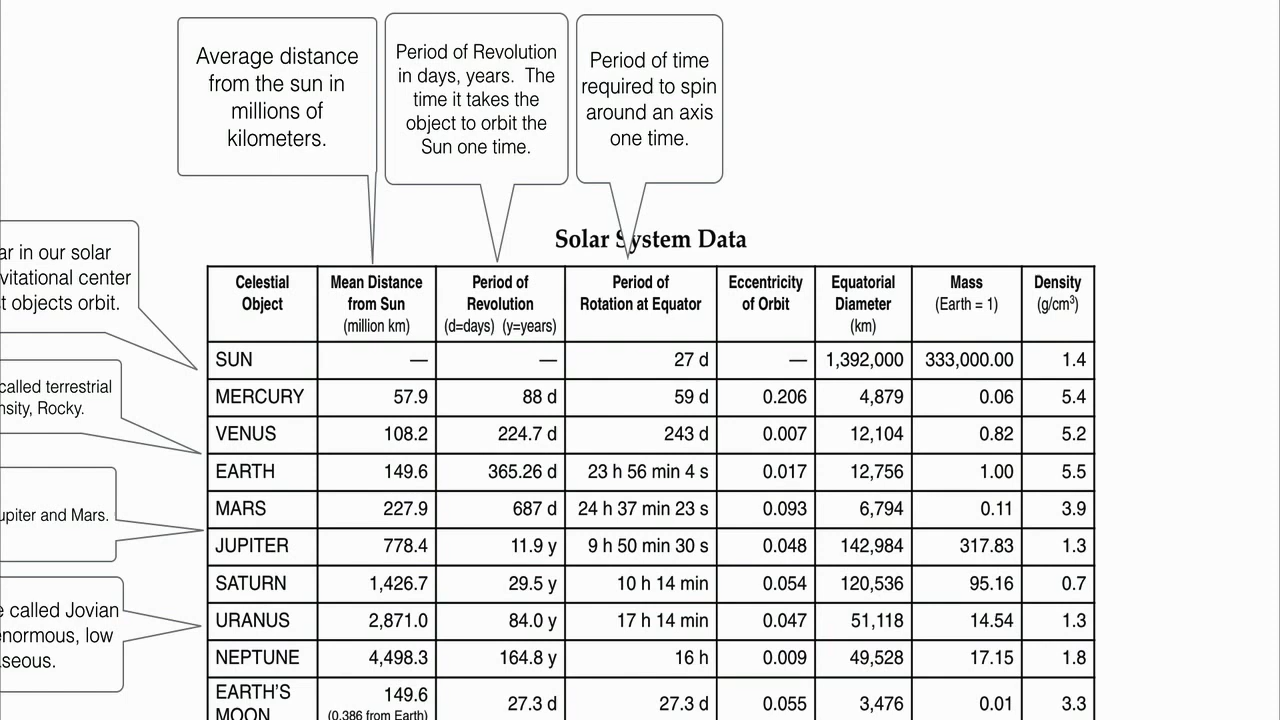 Average distance
from the sun in
millions of
kilometers.
Period of Revolution
in days, years. The
time it takes the
object to orbit the
Sun one time.
Period of time
required to spin
around an axis
one time.
ar in our solar
vitational center
t objects orbit.
called terrestrial
nsity, Rocky.
upiter and Mars.
e called Jovian
enormous, low
seous.
Solar System Data
Celestial Object Mean Distance from Sun (million km) Period of Revolution (d=days) (y=years) Period of Rotation at Equator Eccentricity of Orbit Equatorial Diameter (km) Mass (Earth = 1) Density (g/cm³)
SUN — — 27 d — 1,392,000 333,000.00 1.4
MERCURY 57.9 88 d 59 d 0.206 4,879 0.06 5.4
VENUS 108.2 224.7 d 243 d 0.007 12,104 0.82 5.2
EARTH 149.6 365.26 d 23 h 56 min 4 s 0.017 12,756 1.00 5.5
MARS 227.9 687 d 24 h 37 min 23 s 0.093 6,794 0.11 3.9
JUPITER 778.4 11.9 y 9 h 50 min 30 s 0.048 142,984 317.83 1.3
SATURN 1,426.7 29.5 y 10 h 14 min 0.054 120,536 95.16 0.7
URANUS 2,871.0 84.0 y 17 h 14 min 0.047 51,118 14.54 1.3
NEPTUNE 4,498.3 164.8 y 16 h 0.009 49,528 17.15 1.8
EARTH'S MOON 149.6 (0.386 from Earth) 27.3 d 27.3 d 0.055 3,476 0.01 3.3